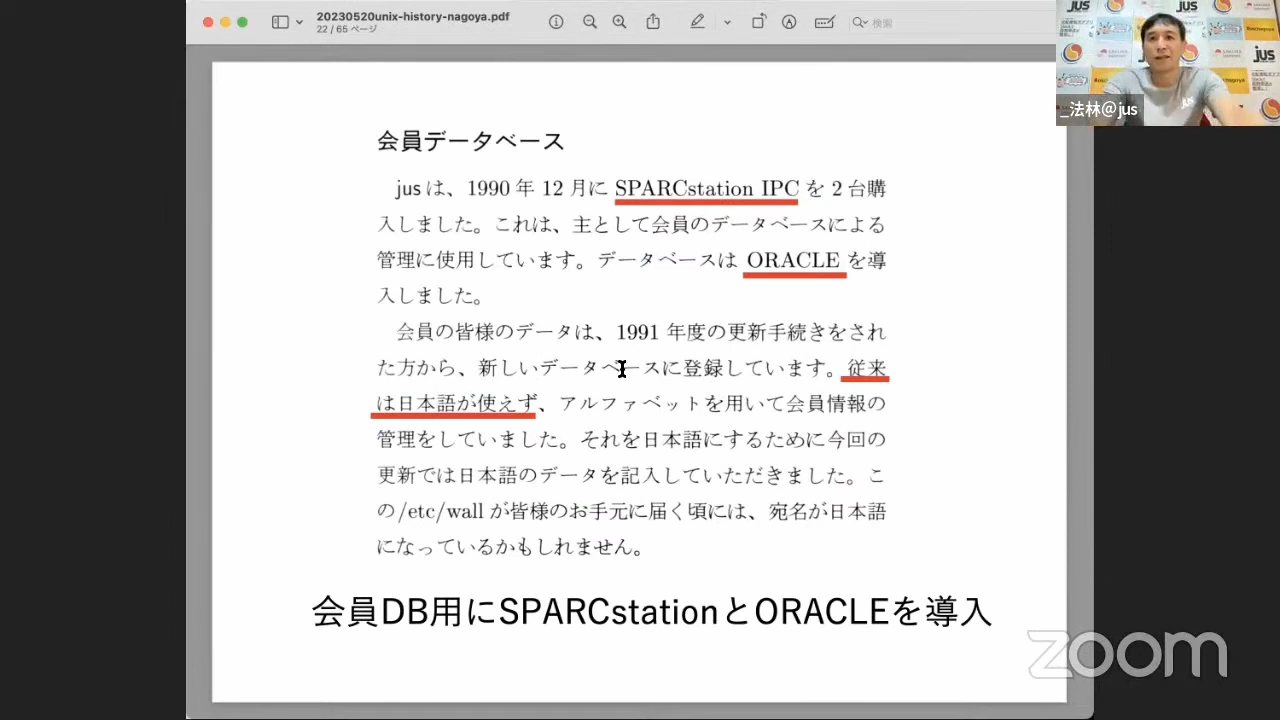 20230520unix-history-nagoya.pdf
22 / 65 ページ
検索
jus
_法林@jus
会員データベース
jus は、1990 年 12 月に SPARCstation IPC を 2 台購
入しました。これは、主として会員のデータベースによる
管理に使用しています。データベースは ORACLE を導
入しました。
会員の皆様のデータは、1991 年度の更新手続きをされ
た方から、新しいデータベースに登録しています。従来
は日本語が使えず、アルファベットを用いて会員情報の
管理をしていました。それを日本語にするために今回の
更新では日本語のデータを記入していただきました。こ
の/etc/wall が皆様のお手元に届く頃には、宛名が日本語
になっているかもしれません。
会員DB用にSPARCstationとORACLEを導入
zoom